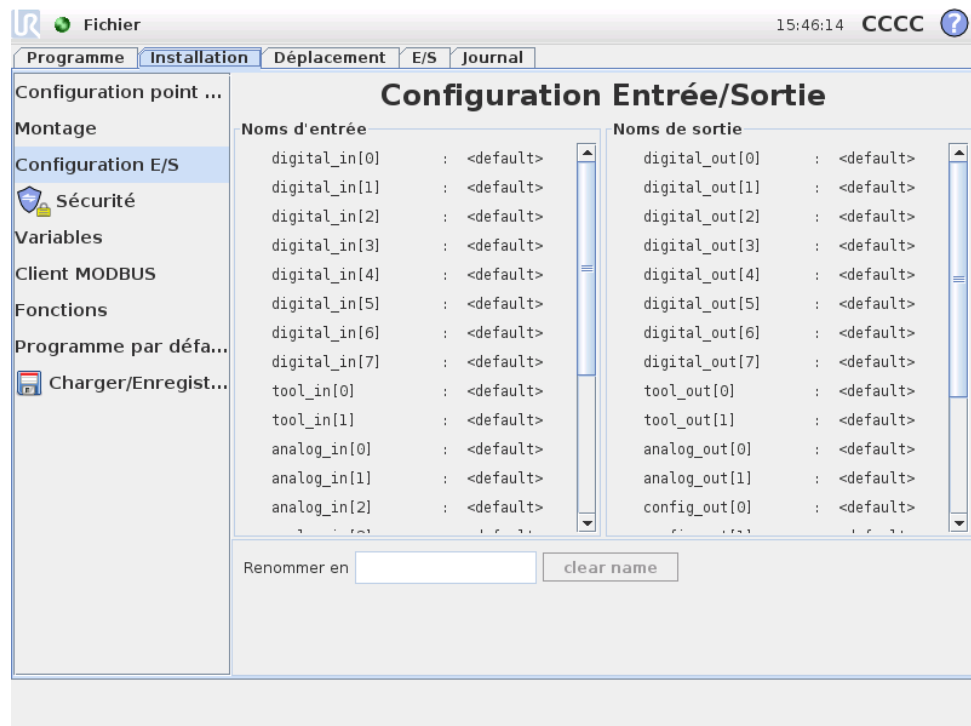 UR Fichier 15:46:14 CCCC ?
Programme Installation Déplacement E/S Journal
Configuration point ...
Montage
Configuration E/S
Sécurité
Variables
Client MODBUS
Fonctions
Programme par défa...
Charger/Enregist...
Configuration Entrée/Sortie
Noms d'entrée
digital_in[0] : <default>
digital_in[1] : <default>
digital_in[2] : <default>
digital_in[3] : <default>
digital_in[4] : <default>
digital_in[5] : <default>
digital_in[6] : <default>
digital_in[7] : <default>
tool_in[0] : <default>
tool_in[1] : <default>
analog_in[0] : <default>
analog_in[1] : <default>
analog_in[2] : <default>
Noms de sortie
digital_out[0] : <default>
digital_out[1] : <default>
digital_out[2] : <default>
digital_out[3] : <default>
digital_out[4] : <default>
digital_out[5] : <default>
digital_out[6] : <default>
digital_out[7] : <default>
tool_out[0] : <default>
tool_out[1] : <default>
analog_out[0] : <default>
analog_out[1] : <default>
config_out[0] : <default>
Renommer en clear name